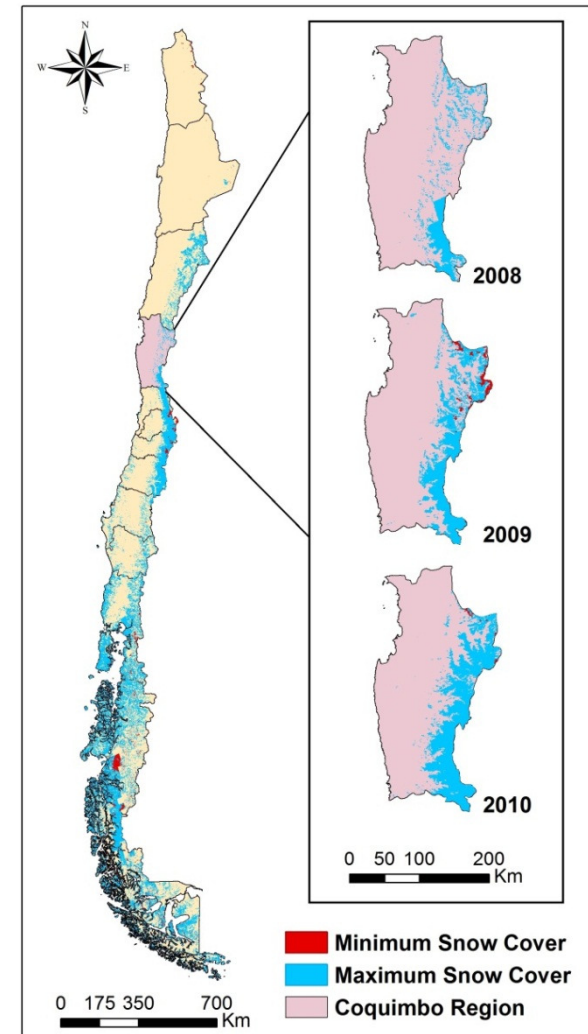 N
W E
S
2008
2009
2010
0 50 100 200
Km
Minimum Snow Cover
Maximum Snow Cover
Coquimbo Region
0 175 350 700
Km